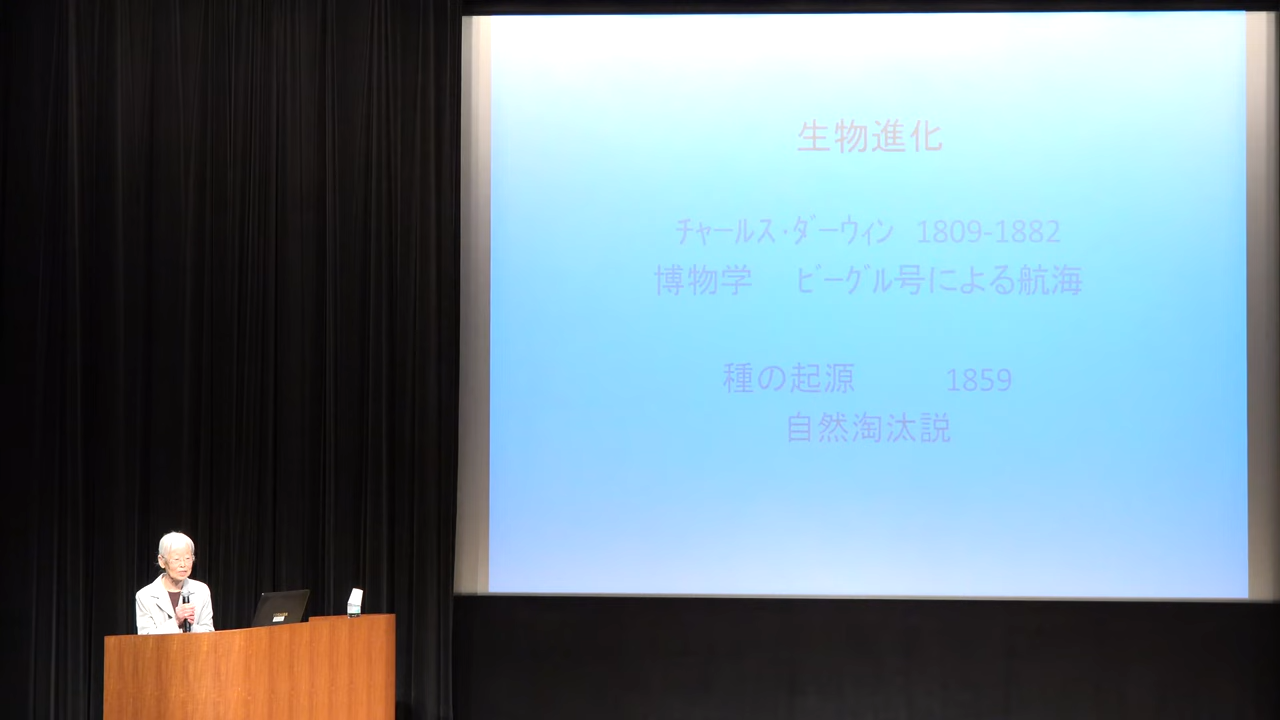 生物進化
ﾁｬｰﾙｽ･ﾀﾞｰｳｨﾝ 1809-1882
博物学 ﾋﾞｰｸﾞﾙ号による航海
種の起源 1859
自然淘汰説